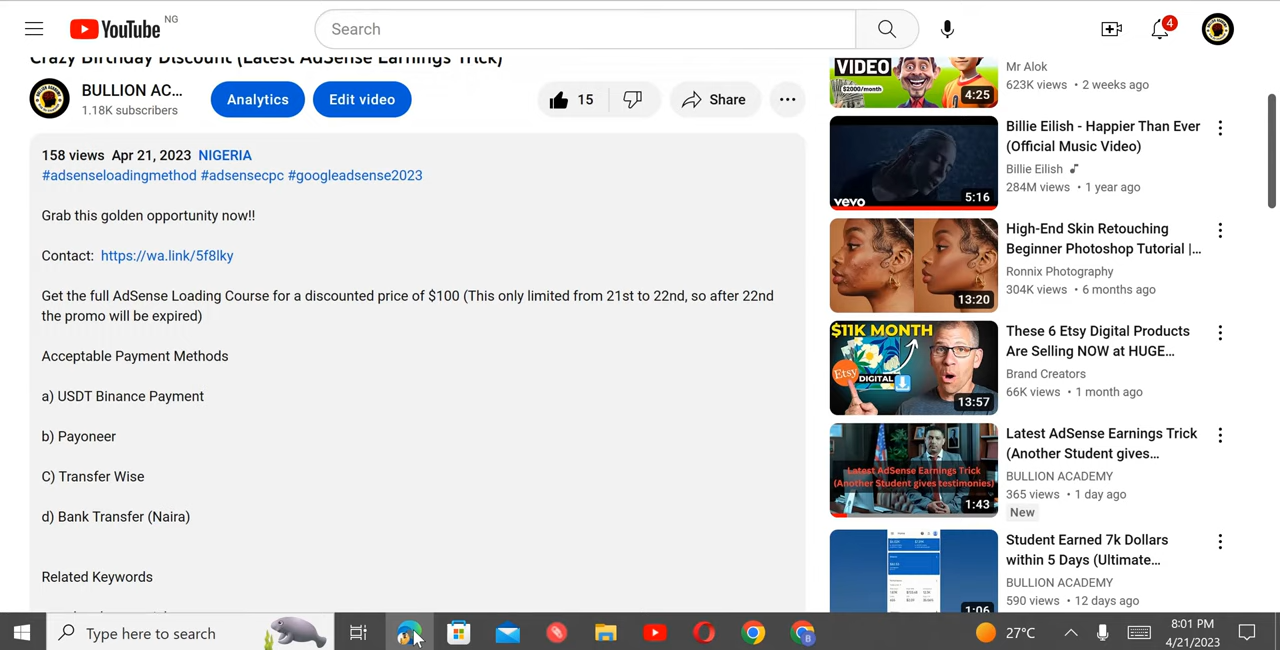 YouTube NG
Search
4
Crazy Birthday Discount (Latest AdSense Earnings Trick)
BULLION AC...
1.18K subscribers
Analytics
Edit video
15
Share
158 views Apr 21, 2023 NIGERIA
#adsenseloadingmethod #adsensecpc #googleadsense2023
Grab this golden opportunity now!!
Contact: https://wa.link/5f8lky
Get the full AdSense Loading Course for a discounted price of $100 (This only limited from 21st to 22nd, so after 22nd
the promo will be expired)
Acceptable Payment Methods
a) USDT Binance Payment
b) Payoneer
C) Transfer Wise
d) Bank Transfer (Naira)
Related Keywords
VIDEO
$2000/month
4:25
Mr Alok
623K views • 2 weeks ago
vevo
5:16
Billie Eilish - Happier Than Ever
(Official Music Video)
Billie Eilish
284M views • 1 year ago
13:20
High-End Skin Retouching
Beginner Photoshop Tutorial |...
Ronnix Photography
304K views • 6 months ago
$11K MONTH
Etsy
DIGITAL
13:57
These 6 Etsy Digital Products
Are Selling NOW at HUGE...
Brand Creators
66K views • 1 month ago
Latest AdSense Earnings Trick
(Another Student gives testimonies)
1:43
Latest AdSense Earnings Trick
(Another Student gives...
BULLION ACADEMY
365 views • 1 day ago
New
1:06
Student Earned 7k Dollars
within 5 Days (Ultimate...
BULLION ACADEMY
590 views • 12 days ago
Type here to search
27°C
8:01 PM
4/21/2023